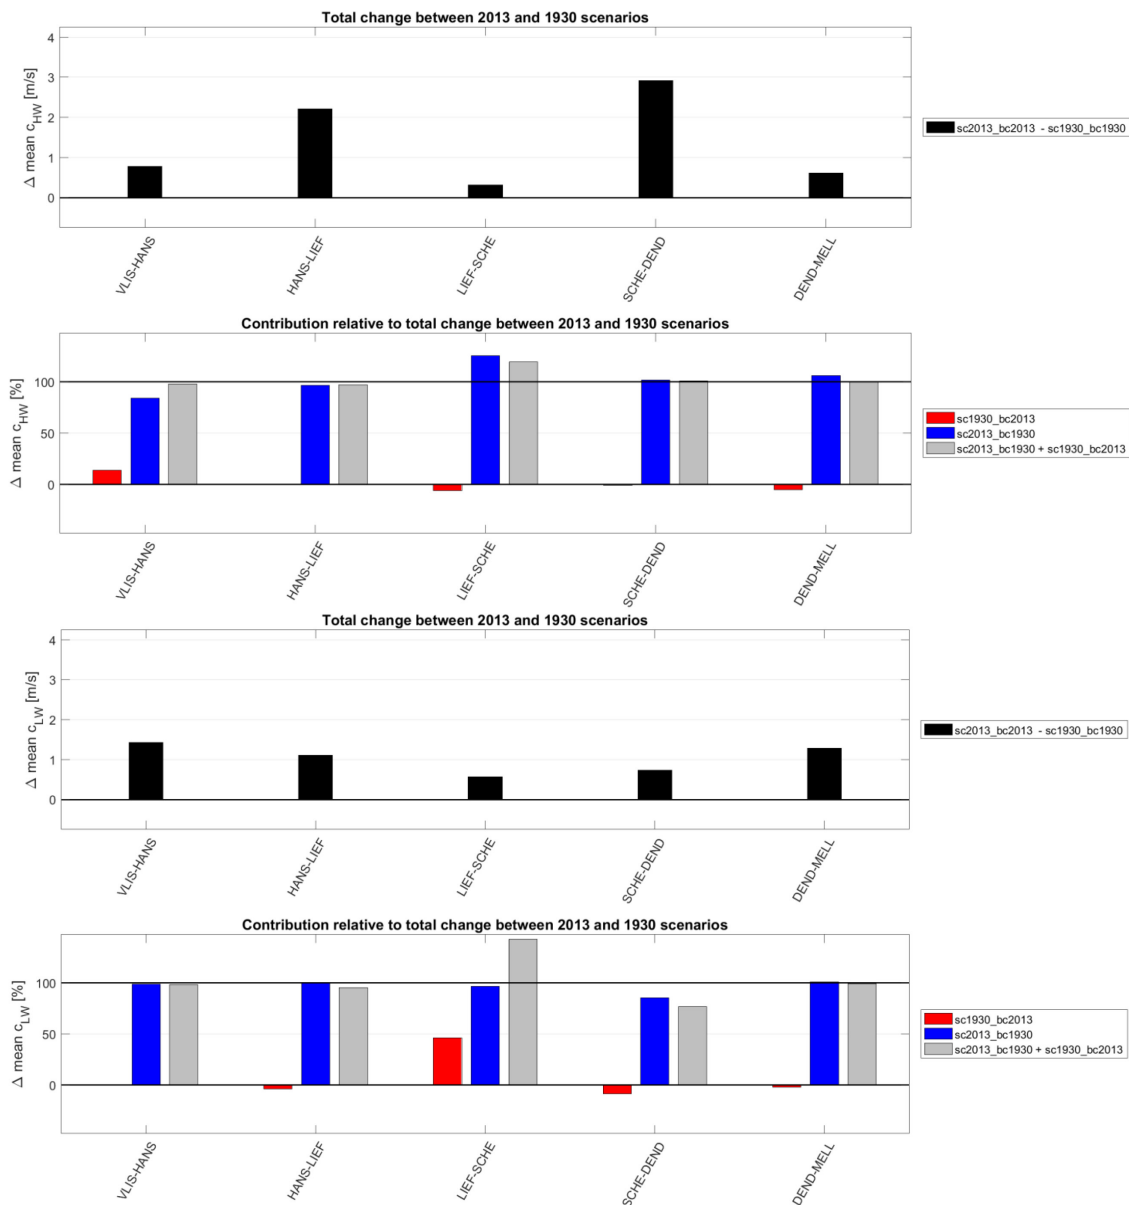 Total change between 2013 and 1930 scenarios
Δ mean c_HW [m/s]
4
3
2
1
0
VLIS-HANS
HANS-LIEF
LIEF-SCHE
SCHE-DEND
DEND-MELL
sc2013_bc2013 - sc1930_bc1930
Contribution relative to total change between 2013 and 1930 scenarios
Δ mean c_HW [%]
100
50
0
VLIS-HANS
HANS-LIEF
LIEF-SCHE
SCHE-DEND
DEND-MELL
sc1930_bc2013
sc2013_bc1930
sc2013_bc1930 + sc1930_bc2013
Total change between 2013 and 1930 scenarios
Δ mean c_LW [m/s]
4
3
2
1
0
VLIS-HANS
HANS-LIEF
LIEF-SCHE
SCHE-DEND
DEND-MELL
sc2013_bc2013 - sc1930_bc1930
Contribution relative to total change between 2013 and 1930 scenarios
Δ mean c_LW [%]
100
50
0
VLIS-HANS
HANS-LIEF
LIEF-SCHE
SCHE-DEND
DEND-MELL
sc1930_bc2013
sc2013_bc1930
sc2013_bc1930 + sc1930_bc2013